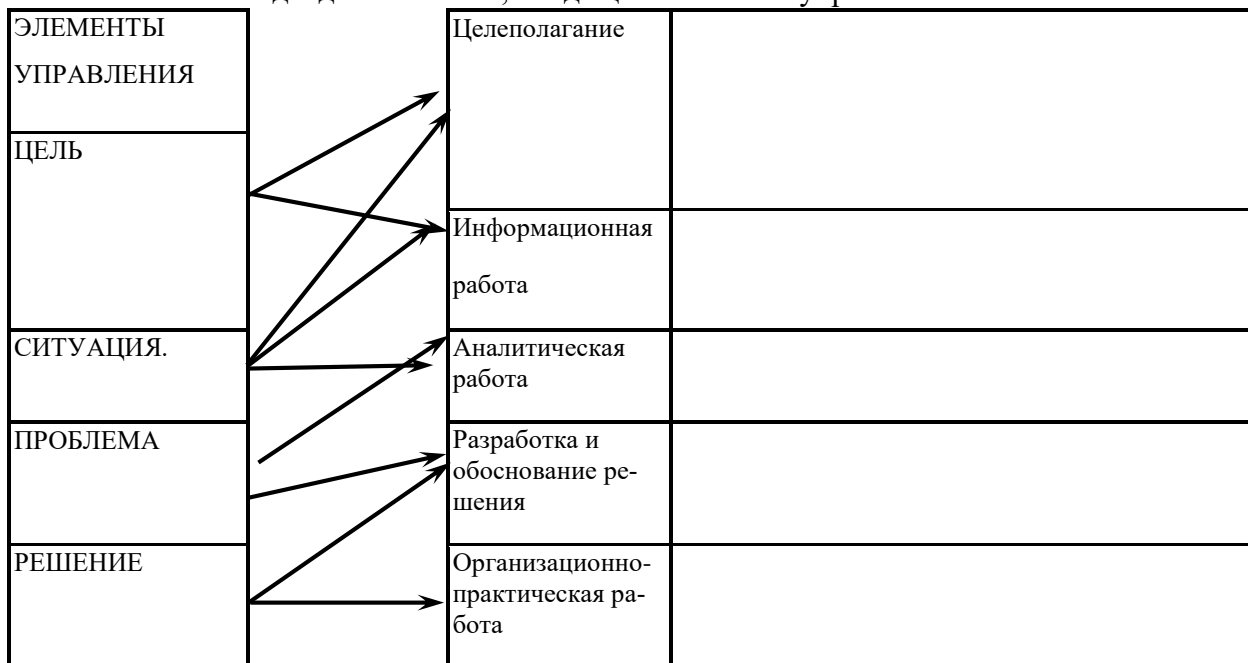 ЭЛЕМЕНТЫ
УПРАВЛЕНИЯ
ЦЕЛЬ
СИТУАЦИЯ.
ПРОБЛЕМА
РЕШЕНИЕ
Целеполагание
Информационная
работа
Аналитическая
работа
Разработка и
обоснование ре-
шения
Организационно-
практическая ра-
бота